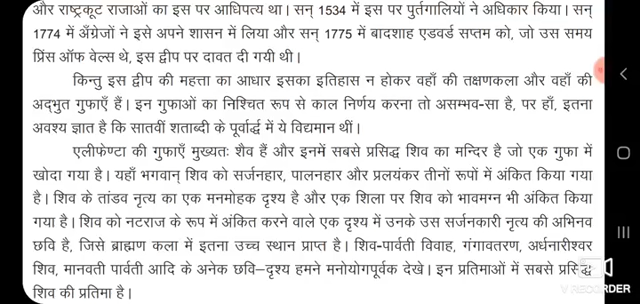 और राष्ट्रकूट राजाओं का इस पर आधिपत्य था। सन् 1534 में इस पर पुर्तगालियों ने अधिकार किया। सन्
1774 में अँग्रेजों ने इसे अपने शासन में लिया और सन् 1775 में बादशाह एडवर्ड सप्तम को, जो उस समय
प्रिंस ऑफ वेल्स थे, इस द्वीप पर दावत दी गयी थी।
किन्तु इस द्वीप की महत्ता का आधार इसका इतिहास न होकर वहाँ की तक्षणकला और वहाँ की
अद्भुत गुफाएँ हैं। इन गुफाओं का निश्चित रूप से काल निर्णय करना तो असम्भव-सा है, पर हाँ, इतना
अवश्य ज्ञात है कि सातवीं शताब्दी के पूर्वार्द्ध में ये विद्यमान थीं।
एलीफेण्टा की गुफाएँ मुख्यतः शैव हैं और इनमें सबसे प्रसिद्ध शिव का मन्दिर है जो एक गुफा में
खोदा गया है। यहाँ भगवान् शिव को सर्जनहार, पालनहार और प्रलयंकर तीनों रूपों में अंकित किया गया
है। शिव के तांडव नृत्य का एक मनमोहक दृश्य है और एक शिला पर शिव को भावमग्न भी अंकित किया
गया है। शिव को नटराज के रूप में अंकित करने वाले एक दृश्य में उनके उस सर्जनकारी नृत्य की अभिनव
छवि है, जिसे ब्राह्मण कला में इतना उच्च स्थान प्राप्त है। शिव-पार्वती विवाह, गंगावतरण, अर्धनारीश्वर
शिव, मानवती पार्वती आदि के अनेक छवि–दृश्य हमने मनोयोगपूर्वक देखे। इन प्रतिमाओं में सबसे प्रसिद्ध
शिव की प्रतिमा है।
V RECORDER